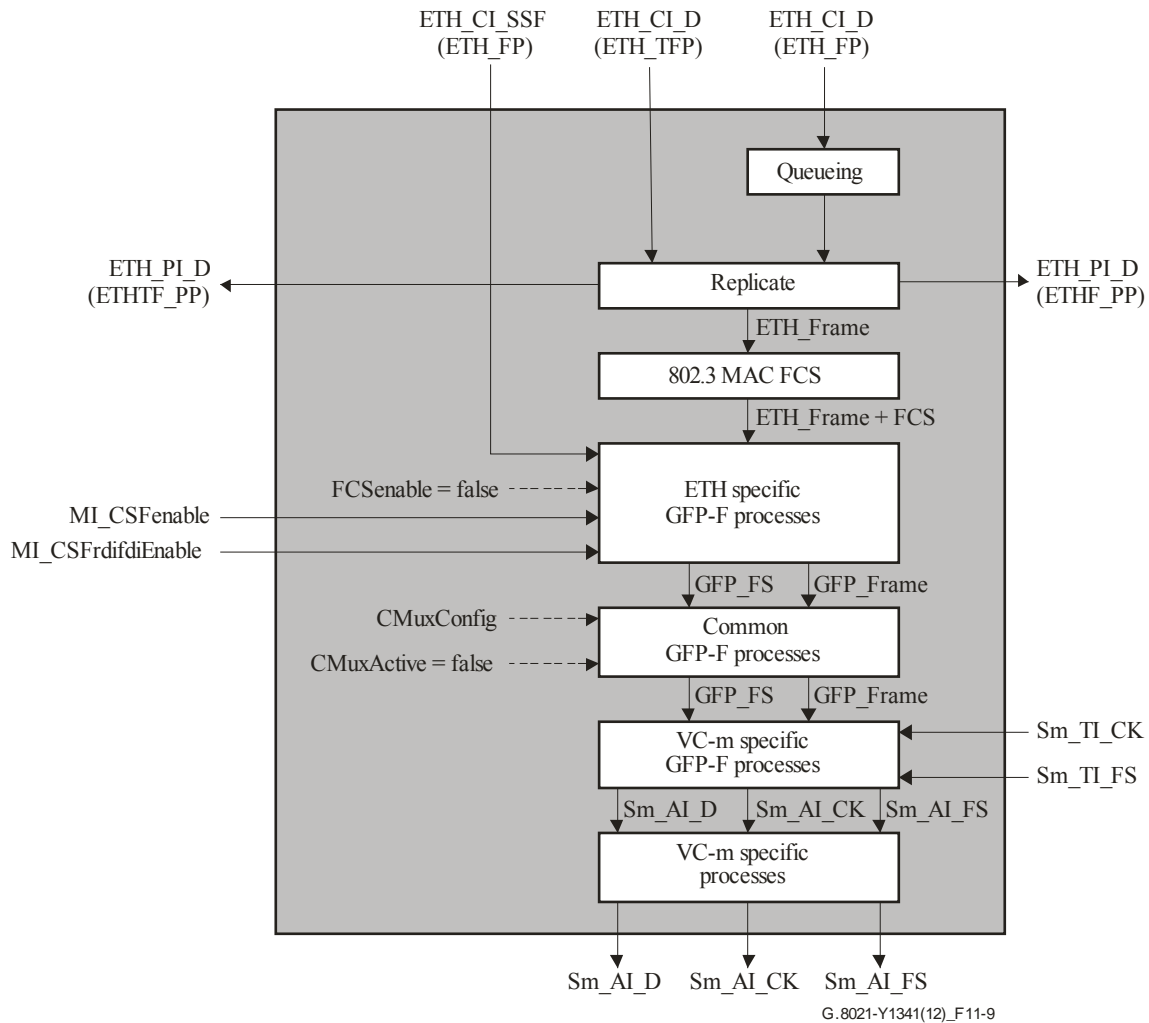 ETH_CI_SSF
(ETH_FP)
ETH_CI_D
(ETH_TFP)
ETH_CI_D
(ETH_FP)
Queueing
ETH_PI_D
(ETHTF_PP)
Replicate
ETH_PI_D
(ETHF_PP)
ETH_Frame
802.3 MAC FCS
ETH_Frame + FCS
FCSenable = false
MI_CSFenable
MI_CSFrdifdiEnable
ETH specific
GFP-F processes
GFP_FS
GFP_Frame
CMuxConfig
CMuxActive = false
Common
GFP-F processes
GFP_FS
GFP_Frame
VC-m specific
GFP-F processes
Sm_TI_CK
Sm_TI_FS
Sm_AI_D
Sm_AI_CK
Sm_AI_FS
VC-m specific
processes
Sm_AI_D
Sm_AI_CK
Sm_AI_FS
G.8021-Y1341(12)_F11-9